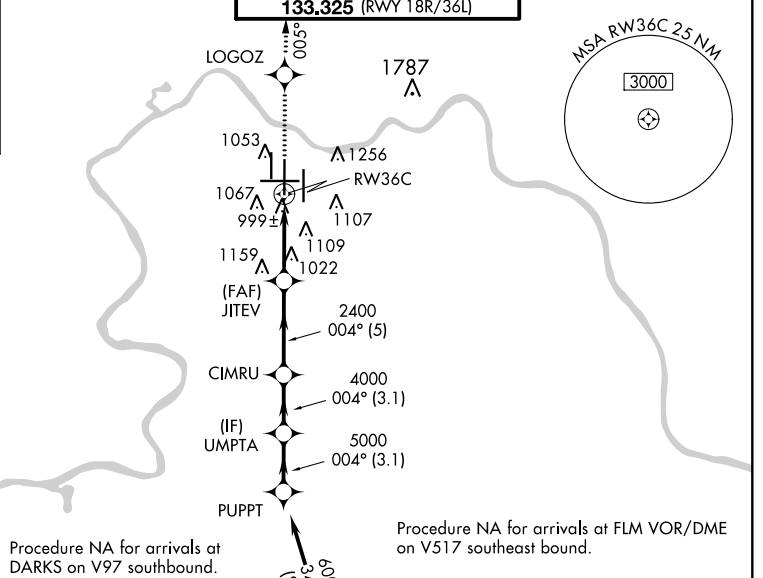 133.325 (RWY 18R/36L)
005°
LOGOZ
1787
MSA RW36C 25 NM
3000
1053
1256
RW36C
1067
999±
1107
1109
1159
1022
(FAF)
JITEV
2400
004° (5)
CIMRU
4000
004° (3.1)
(IF)
UMPTA
5000
004° (3.1)
PUPPT
Procedure NA for arrivals at
DARKS on V97 southbound.
Procedure NA for arrivals at FLM VOR/DME
on V517 southeast bound.